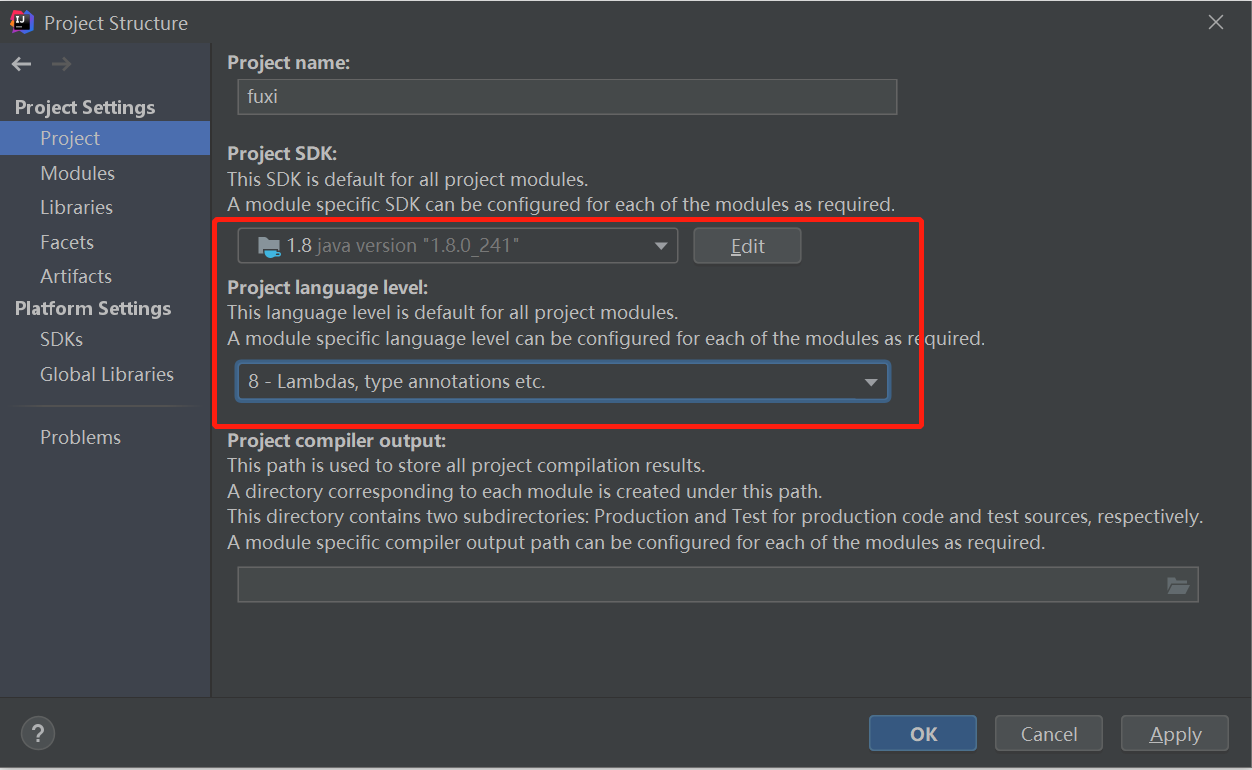 Project Structure
Project Settings
Project
Modules
Libraries
Facets
Artifacts
Platform Settings
SDKs
Global Libraries
Problems
Project name:
fuxi
Project SDK:
This SDK is default for all project modules.
A module specific SDK can be configured for each of the modules as required.
1.8 java version "1.8.0_241"
Edit
Project language level:
This language level is default for all project modules.
A module specific language level can be configured for each of the modules as required.
8 - Lambdas, type annotations etc.
Project compiler output:
This path is used to store all project compilation results.
A directory corresponding to each module is created under this path.
This directory contains two subdirectories: Production and Test for production code and test sources, respectively.
A module specific compiler output path can be configured for each of the modules as required.
?
OK
Cancel
Apply